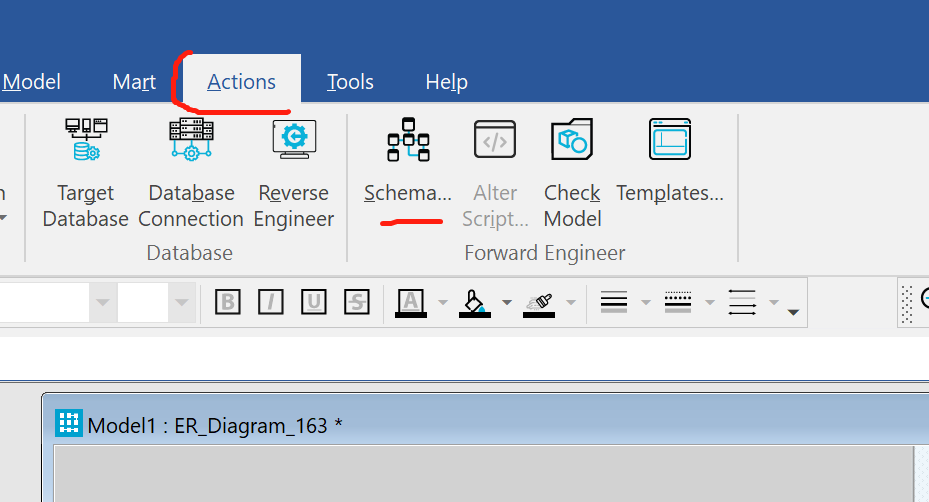 Model Mart Actions Tools Help
Target Database
Database Connection
Reverse Engineer
Schema...
Alter Script...
Check Model
Templates...
Database
Forward Engineer
B I U S A
Model1 : ER_Diagram_163 *